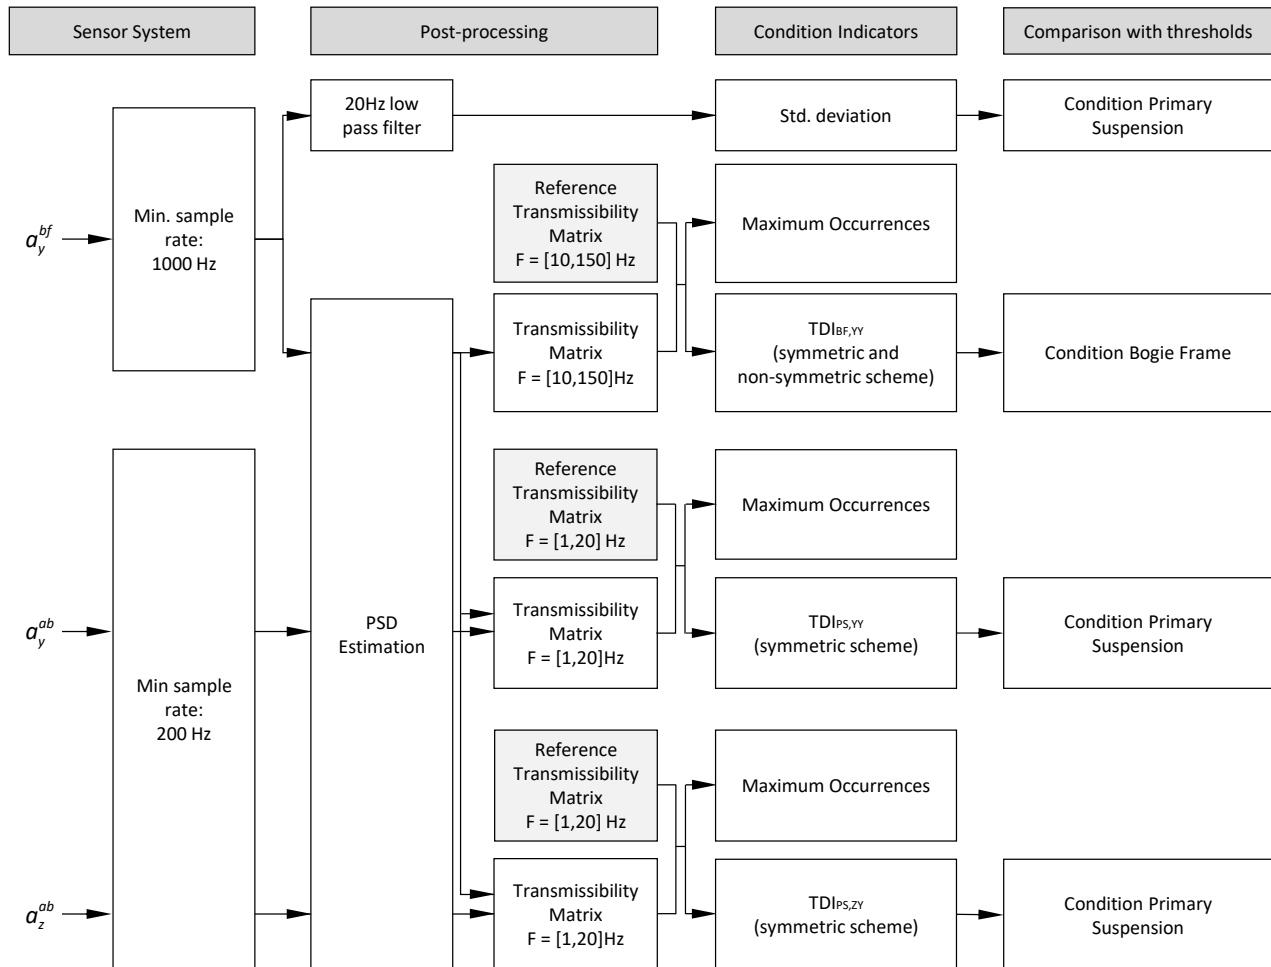 Sensor System
Post-processing
Condition Indicators
Comparison with thresholds
20Hz low
pass filter
Std. deviation
Condition Primary
Suspension
a_y^bf
Min. sample
rate:
1000 Hz
Reference
Transmissibility
Matrix
F = [10,150] Hz
Maximum Occurrences
Transmissibility
Matrix
F = [10,150]Hz
TDI_BF,YY
(symmetric and
non-symmetric scheme)
Condition Bogie Frame
a_y^ab
a_z^ab
Min sample
rate:
200 Hz
PSD
Estimation
Reference
Transmissibility
Matrix
F = [1,20] Hz
Maximum Occurrences
Transmissibility
Matrix
F = [1,20]Hz
TDI_PS,YY
(symmetric scheme)
Condition Primary
Suspension
Reference
Transmissibility
Matrix
F = [1,20] Hz
Maximum Occurrences
Transmissibility
Matrix
F = [1,20]Hz
TDI_PS,ZY
(symmetric scheme)
Condition Primary
Suspension